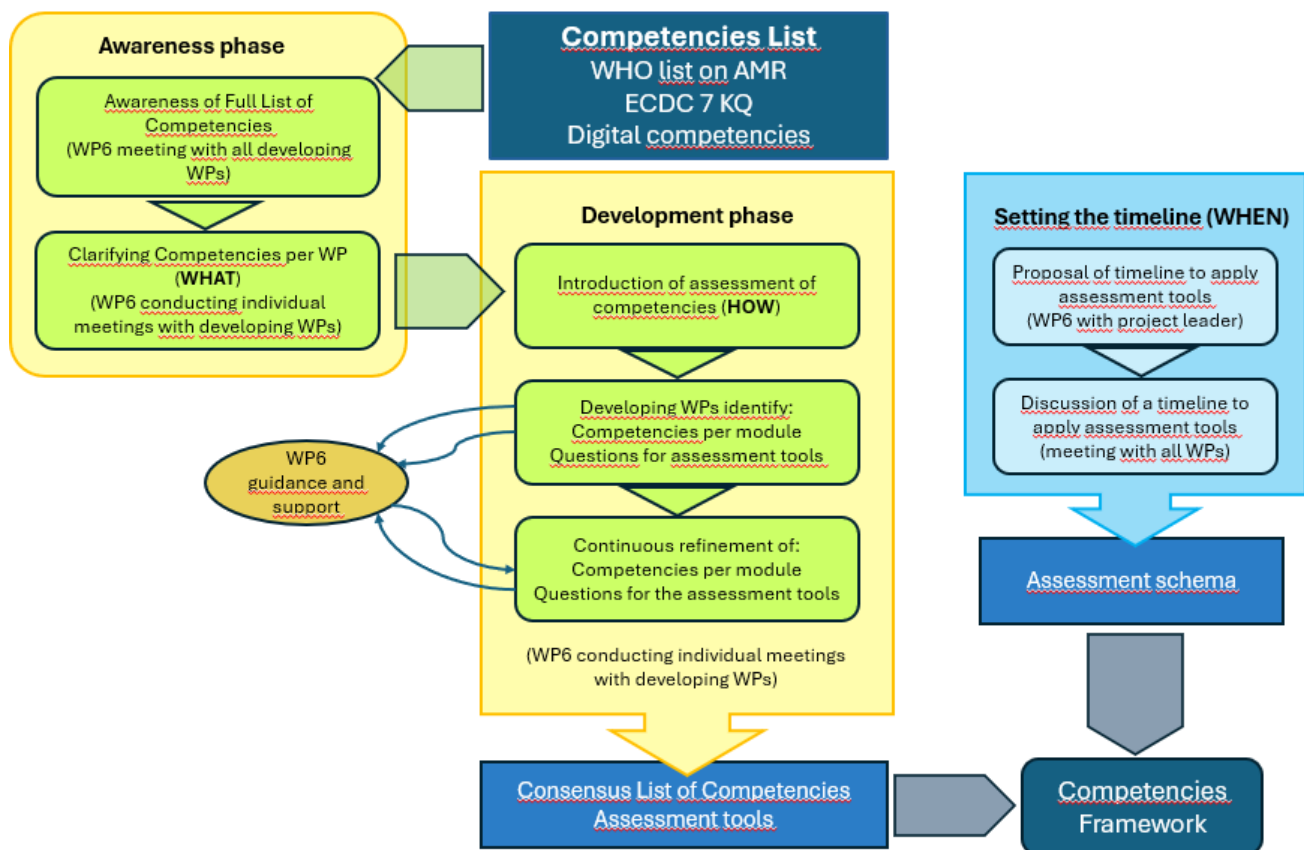 Awareness phase
Awareness of Full List of
Competencies
(WP6 meeting with all developing
WPs)
Clarifying Competencies per WP
(WHAT)
(WP6 conducting individual
meetings with developing WPs)
Competencies List
WHO list on AMR
ECDC 7 KQ
Digital competencies
Development phase
Introduction of assessment of
competencies (HOW)
Developing WPs identify:
Competencies per module
Questions for assessment tools
Continuous refinement of:
Competencies per module
Questions for the assessment tools
(WP6 conducting individual meetings
with developing WPs)
WP6
guidance and
support
Setting the timeline (WHEN)
Proposal of timeline to apply
assessment tools
(WP6 with project leader)
Discussion of a timeline to
apply assessment tools
(meeting with all WPs)
Assessment schema
Consensus List of Competencies
Assessment tools
Competencies
Framework